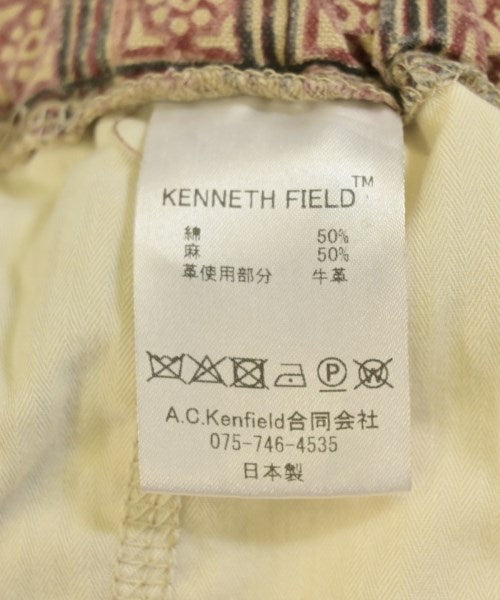 KENNETH FIELD™
綿 50%
麻 50%
革使用部分 牛革
P W
A.C.Kenfield合同会社
075-746-4535
日本製